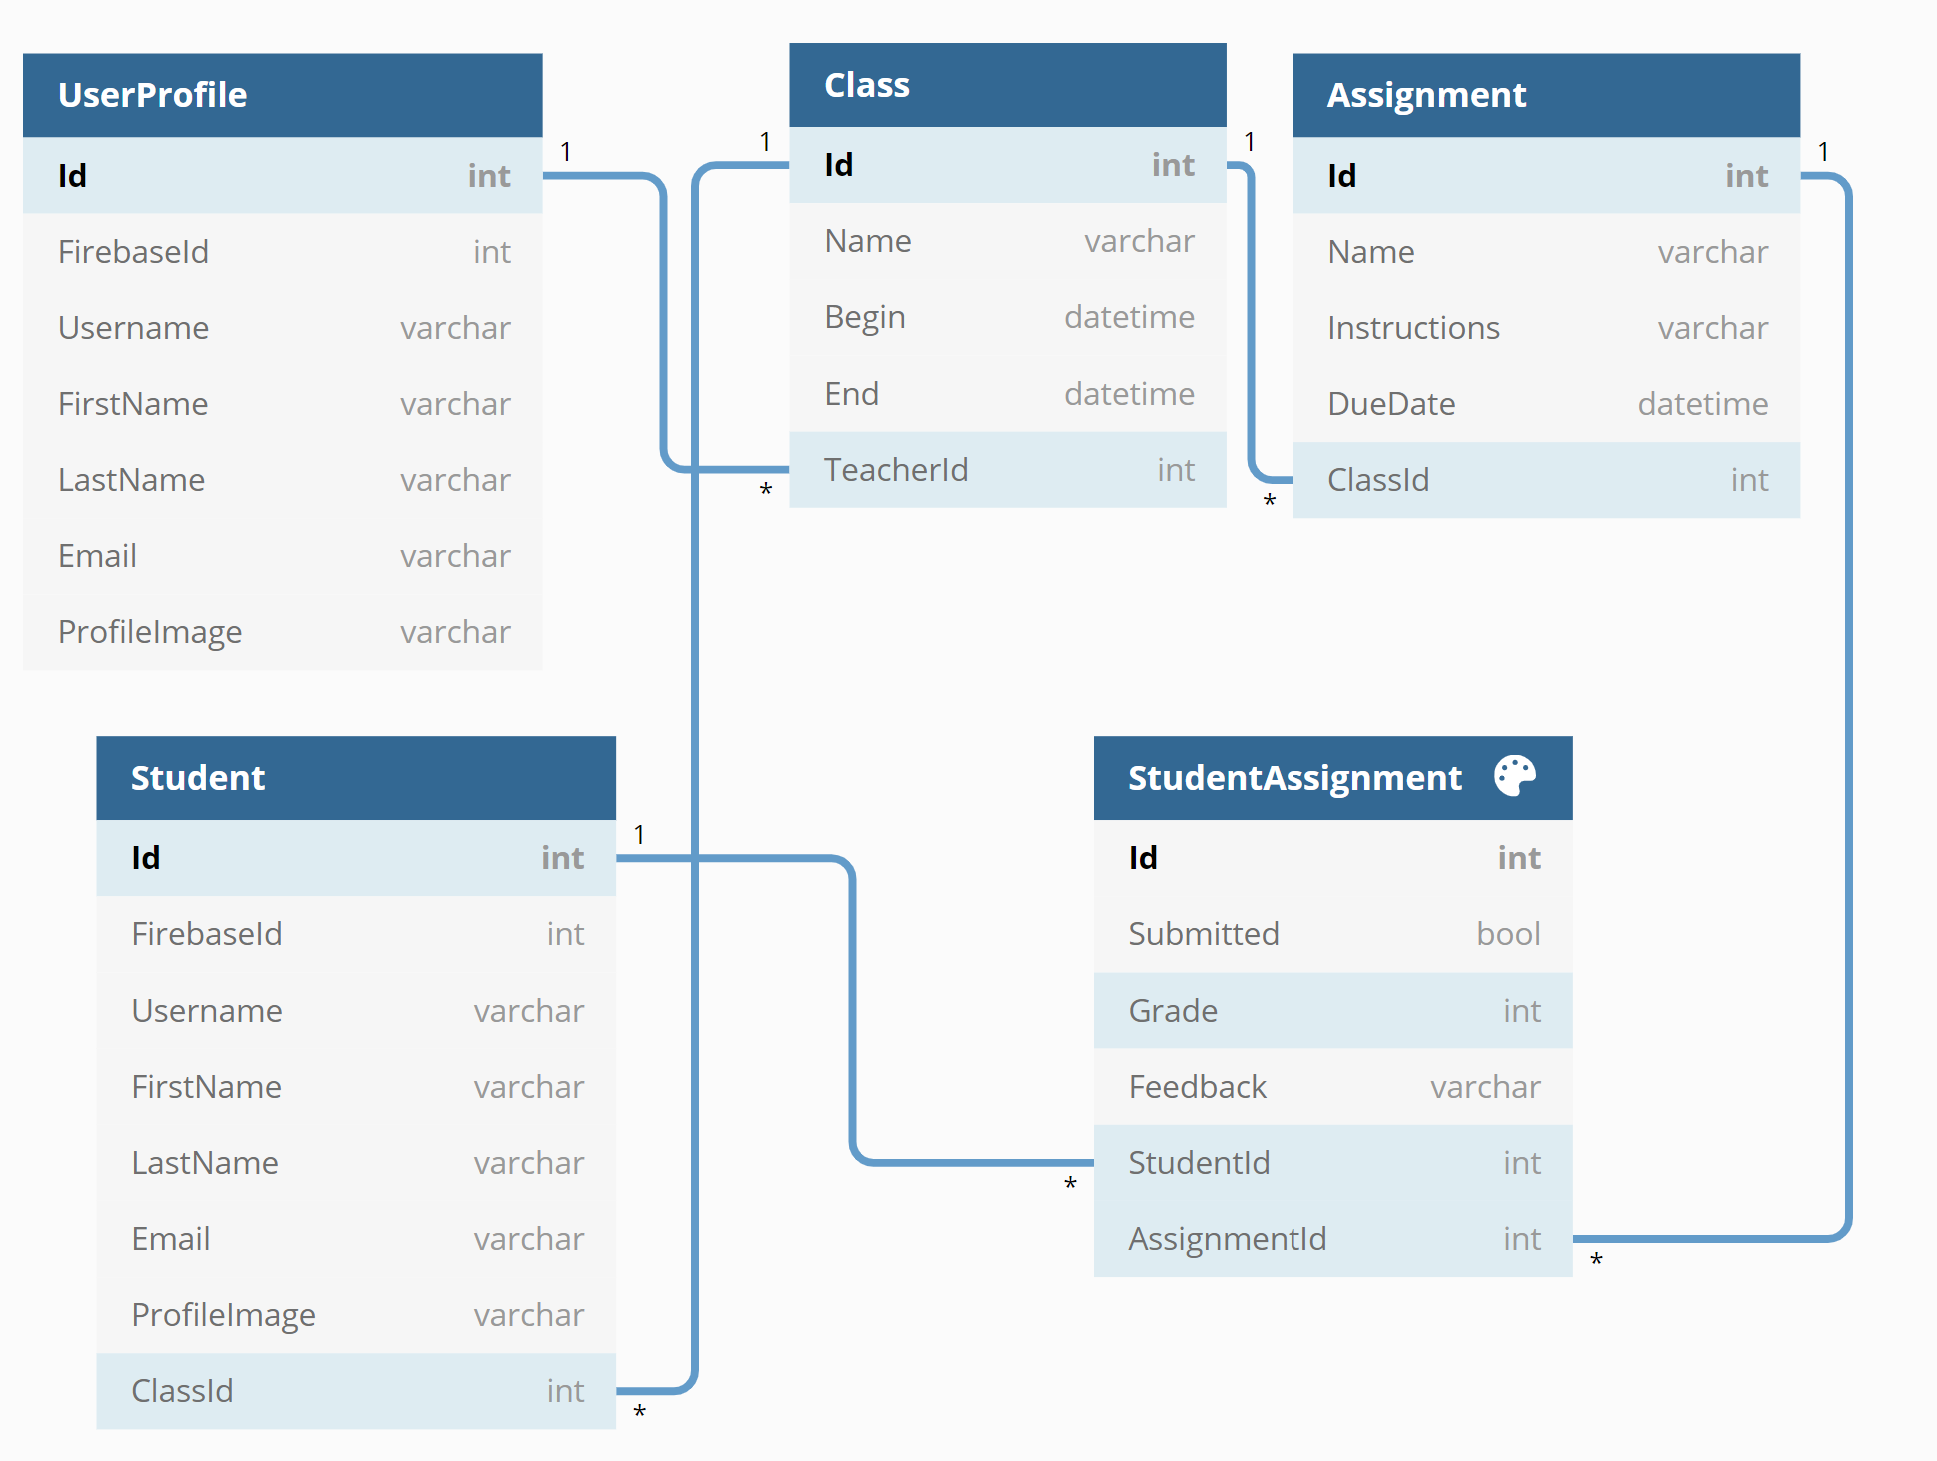 UserProfile
Id int
FirebaseId int
Username varchar
FirstName varchar
LastName varchar
Email varchar
ProfileImage varchar
1
1
*
Class
Id int
Name varchar
Begin datetime
End datetime
TeacherId int
1
*
Assignment
Id int
Name varchar
Instructions varchar
DueDate datetime
ClassId int
1
Student
Id int
FirebaseId int
Username varchar
FirstName varchar
LastName varchar
Email varchar
ProfileImage varchar
ClassId int
1
*
*
StudentAssignment
Id int
Submitted bool
Grade int
Feedback varchar
StudentId int
AssignmentId int
*